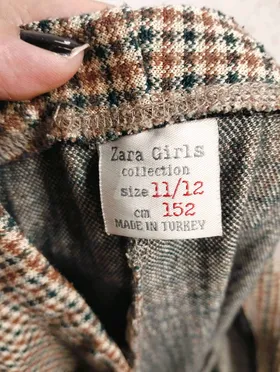 Zara Girls
collection
size 11/12
cm 152
MADE IN TURKEY